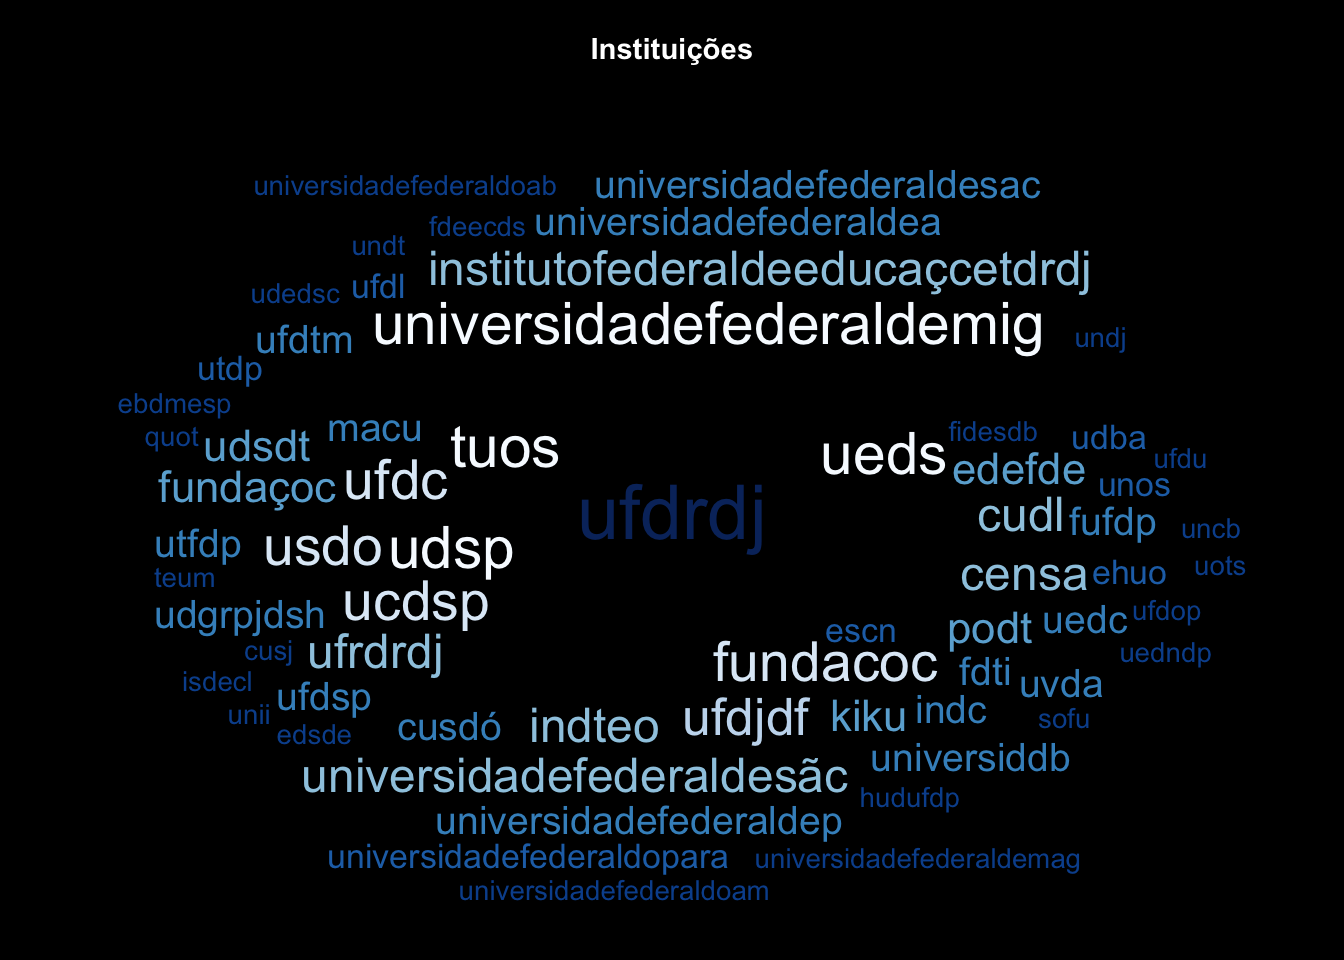 Instituições
universidadefederaldoab universidadefederaldesac
fdeecds universidadefederaldea
undt
institutofederaldeeducaçcetdrdj
udedsc ufdl
universidadefederaldemig
ufdtm undj
utdp
ebdmesp
macu fidesdb
quot udsdt tuos ueds udba
ufdu
fundaçoc ufdc edefde unos
ufdrdj cudl fufdp uncb
utfdp usdo udsp
teum censa ehuo uots
ucdsp
udgrpjdsh podt uedc ufdop
escn
cusj ufrdrdj fundacoc uedndp
isdecl fdti uvda
ufdsp
unii ufdjdf kiku indc sofu
edsde cusdó indteo
universidadefederaldesãc universiddb
hudufdp
universidadefederaldep
universidadefederaldopara universidadefederaldemag
universidadefederaldoam